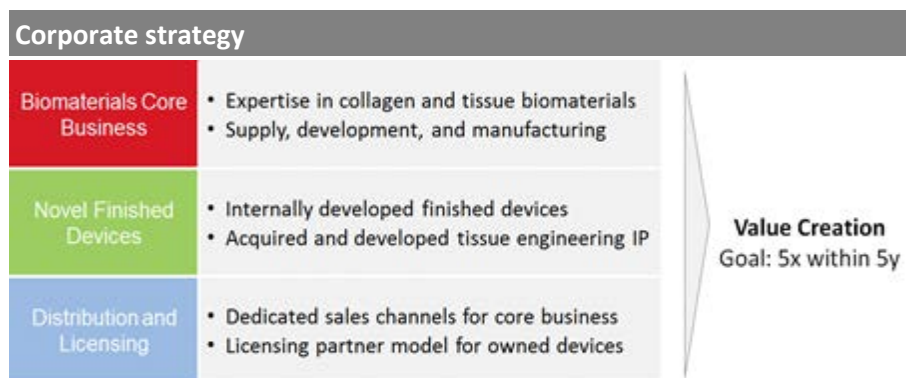 Corporate strategy
Biomaterials Core
Business
• Expertise in collagen and tissue biomaterials
• Supply, development, and manufacturing
Novel Finished
Devices
• Internally developed finished devices
• Acquired and developed tissue engineering IP
Distribution and
Licensing
• Dedicated sales channels for core business
• Licensing partner model for owned devices
Value Creation
Goal: 5x within 5y